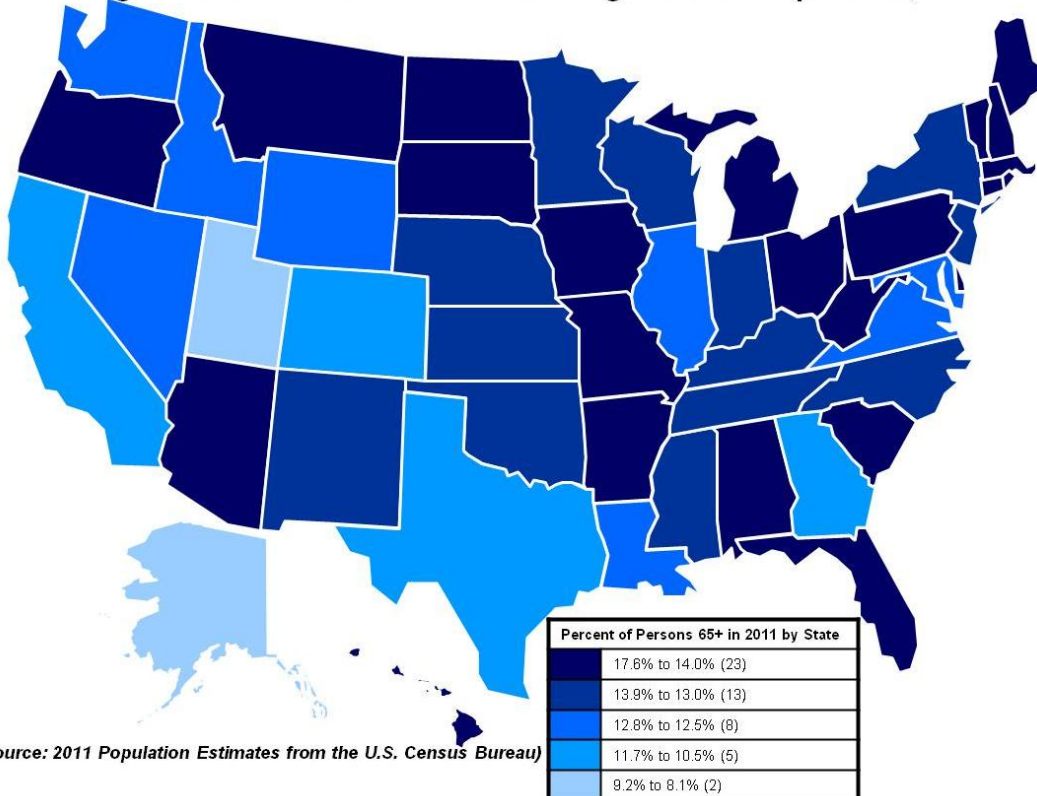 ource: 2011 Population Estimates from the U.S. Census Bureau)
Percent of Persons 65+ in 2011 by State
17.6% to 14.0% (23)
13.9% to 13.0% (13)
12.8% to 12.5% (8)
11.7% to 10.5% (5)
9.2% to 8.1% (2)